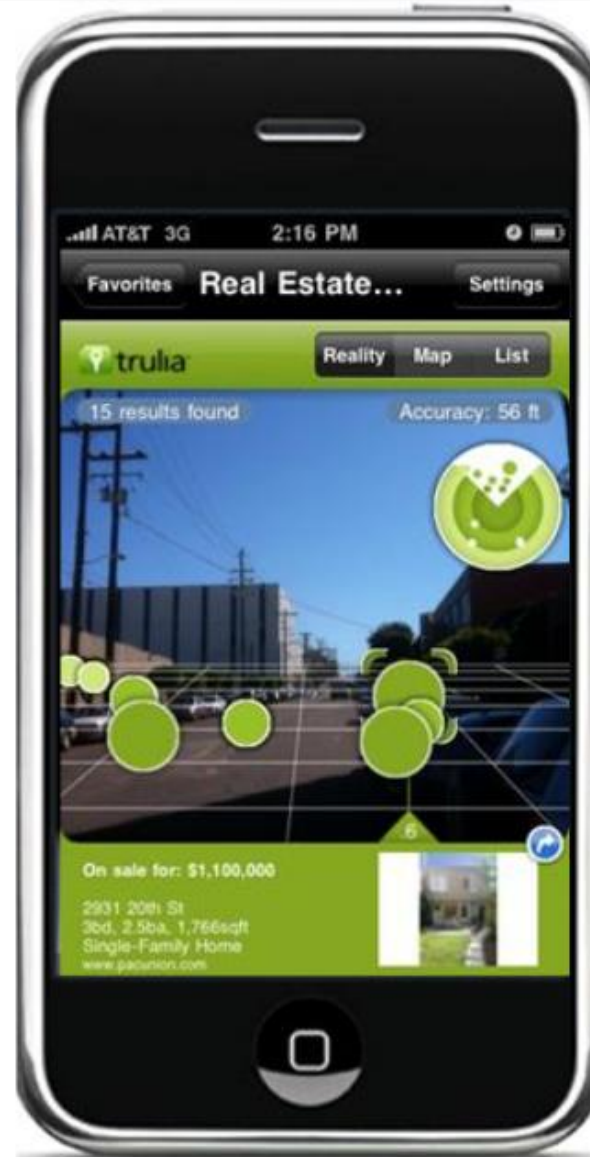 AT&T 3G 2:16 PM
Favorites Real Estate... Settings
trulia Reality Map List
15 results found Accuracy: 56 ft
.6
On sale for: $1,100,000
2931 20th St
3bd, 2.5ba, 1,766sqft
Single-Family Home
www.pacunion.com